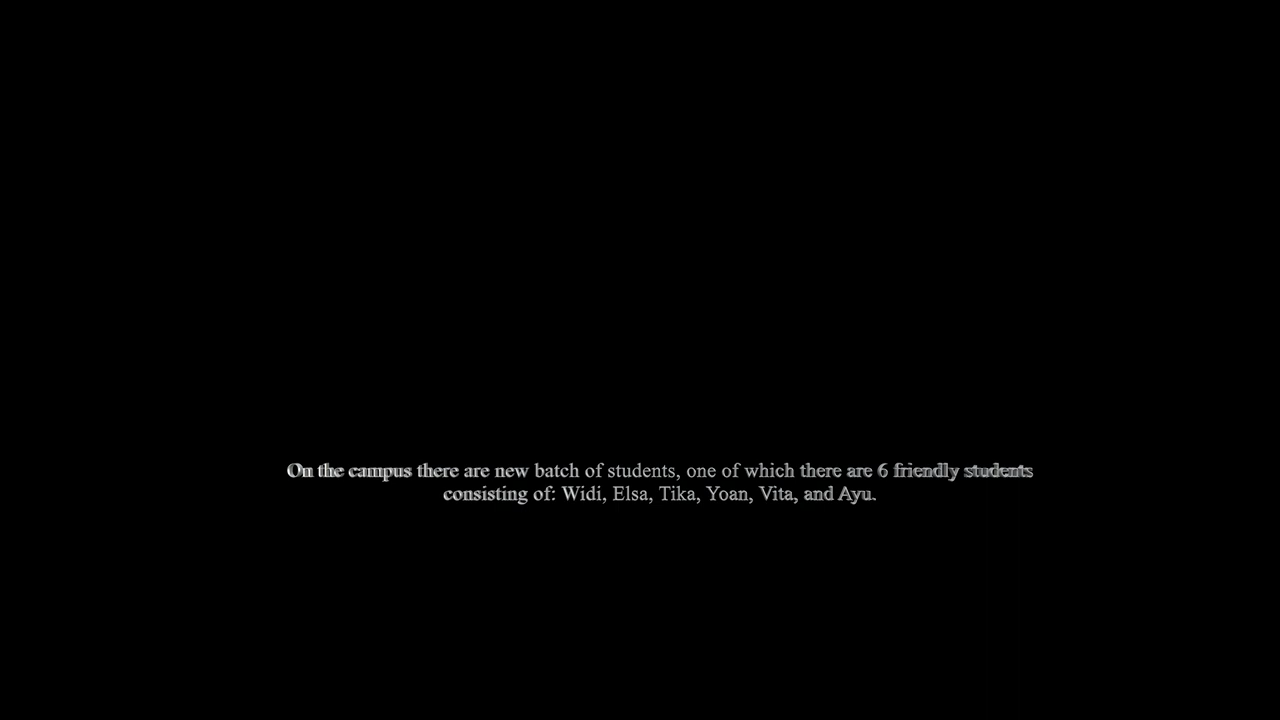 On the campus there are new batch of students, one of which there are 6 friendly students
consisting of: Widi, Elsa, Tika, Yoan, Vita, and Ayu.